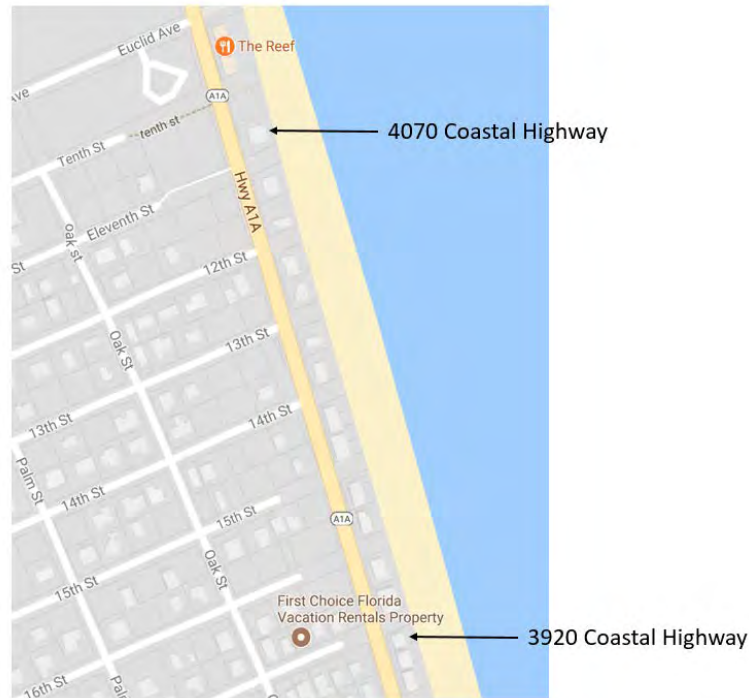 Euclid Ave
The Reef
Ave
A1A
4070 Coastal Highway
tenth st
Tenth St
Hwy A1A
Eleventh St
St
oak st
12th St
Oak St
13th St
14th St
13th St
Palm St
14th St
15th St
A1A
Oak St
15th St
First Choice Florida
Vacation Rentals Property
3920 Coastal Highway
16th St